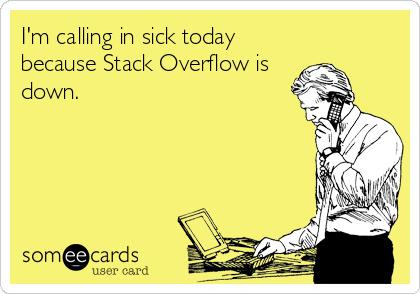 I'm calling in sick today
because Stack Overflow is
down.
someecards
user card